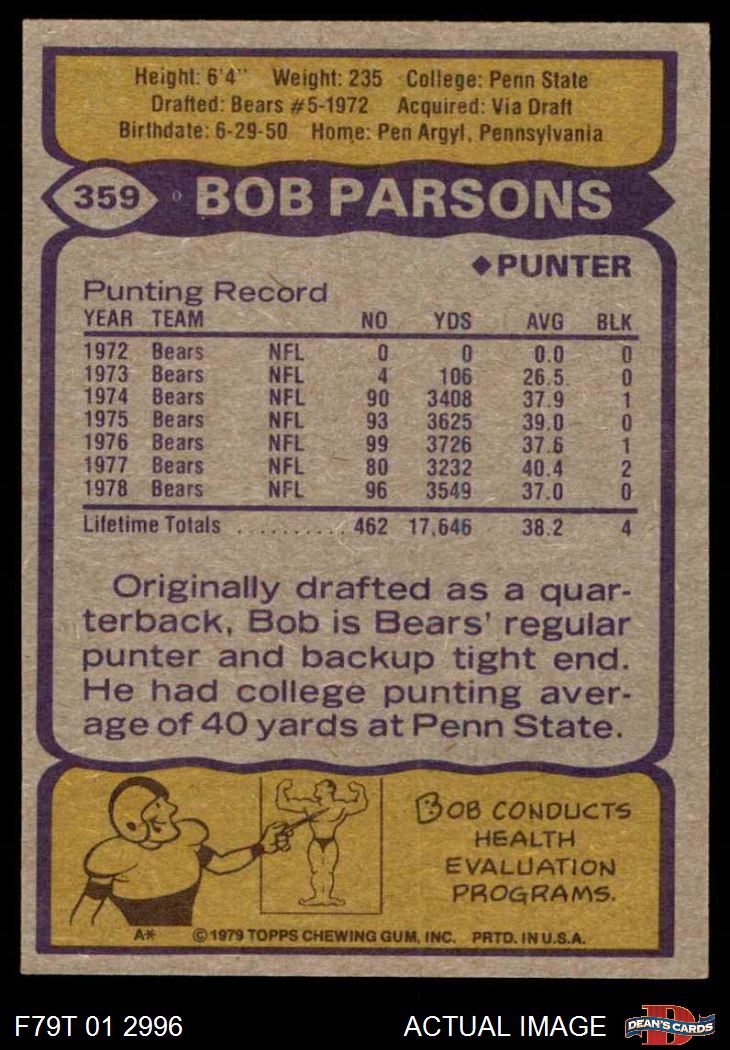 Height: 6'4" Weight: 235 College: Penn State
Drafted: Bears #5-1972 Acquired: Via Draft
Birthdate: 6-29-50 Home: Pen Argyl, Pennsylvania
359 BOB PARSONS
◆PUNTER
Punting Record
YEAR TEAM NO YDS AVG BLK
1972 Bears NFL 0 0 0.0 0
1973 Bears NFL 4 106 26.5 0
1974 Bears NFL 90 3408 37.9 1
1975 Bears NFL 93 3625 39.0 0
1976 Bears NFL 99 3726 37.6 1
1977 Bears NFL 80 3232 40.4 2
1978 Bears NFL 96 3549 37.0 0
Lifetime Totals .......... 462 17,646 38.2 4
Originally drafted as a quar-
terback, Bob is Bears' regular
punter and backup tight end.
He had college punting aver-
age of 40 yards at Penn State.
BOB CONDUCTS
HEALTH
EVALUATION
PROGRAMS.
A* © 1979 TOPPS CHEWING GUM, INC. PRTD. IN U.S.A.
F79T 01 2996 ACTUAL IMAGE D DEAN'S CARDS